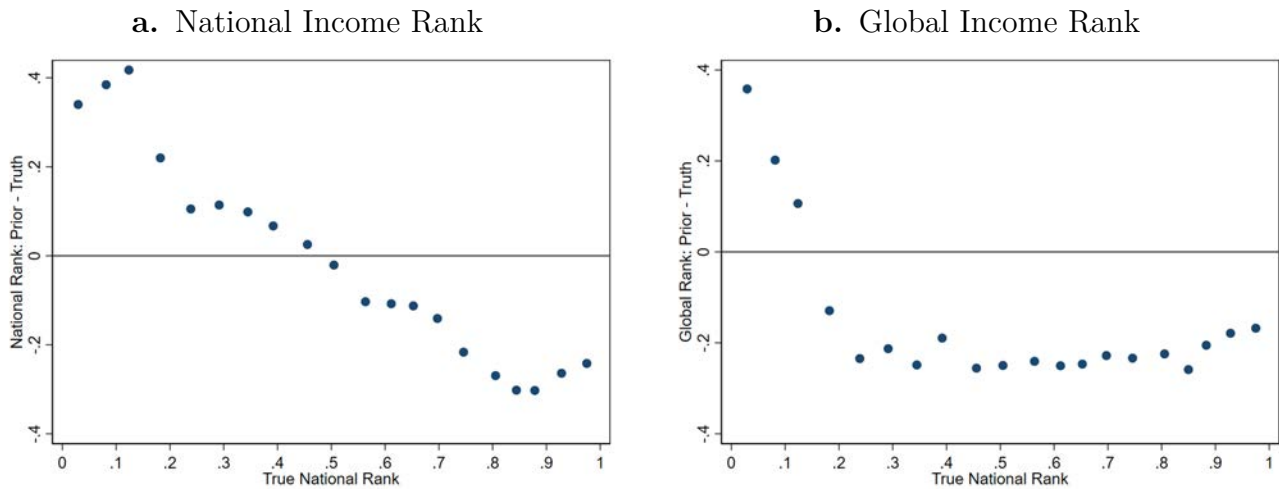 a. National Income Rank
National Rank: Prior - Truth
.4
.2
0
-.2
-.4
0 .1 .2 .3 .4 .5 .6 .7 .8 .9 1
True National Rank
b. Global Income Rank
Global Rank: Prior - Truth
.4
.2
0
-.2
-.4
0 .1 .2 .3 .4 .5 .6 .7 .8 .9 1
True National Rank